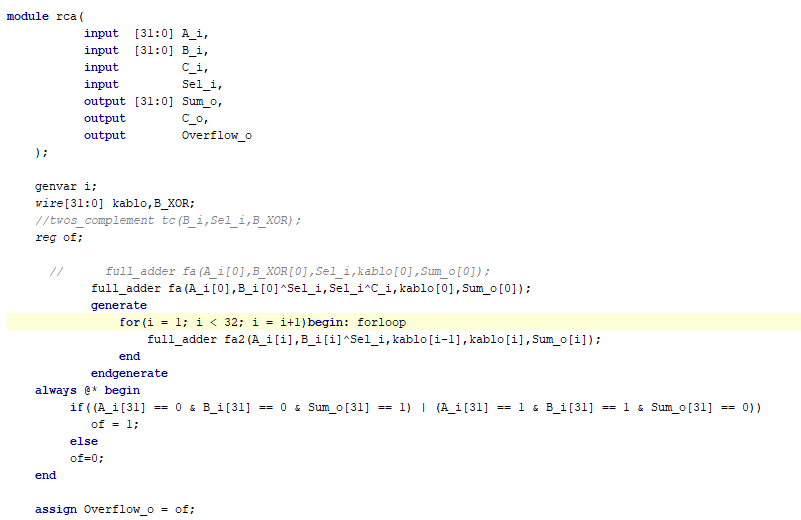 module rca(
input [31:0] A_i,
input [31:0] B_i,
input C_i,
input Sel_i,
output [31:0] Sum_o,
output C_o,
output Overflow_o
);
genvar i;
wire[31:0] kablo,B_XOR;
//twos_complement tc(B_i,Sel_i,B_XOR);
reg of;
// full_adder fa(A_i[0],B_XOR[0],Sel_i,kablo[0],Sum_o[0]);
full_adder fa(A_i[0],B_i[0]^Sel_i,Sel_i^C_i,kablo[0],Sum_o[0]);
generate
for(i = 1; i < 32; i = i+1)begin: forloop
full_adder fa2(A_i[i],B_i[i]^Sel_i,kablo[i-1],kablo[i],Sum_o[i]);
end
endgenerate
always @* begin
if((A_i[31] == 0 & B_i[31] == 0 & Sum_o[31] == 1) | (A_i[31] == 1 & B_i[31] == 1 & Sum_o[31] == 0))
of = 1;
else
of=0;
end
assign Overflow_o = of;